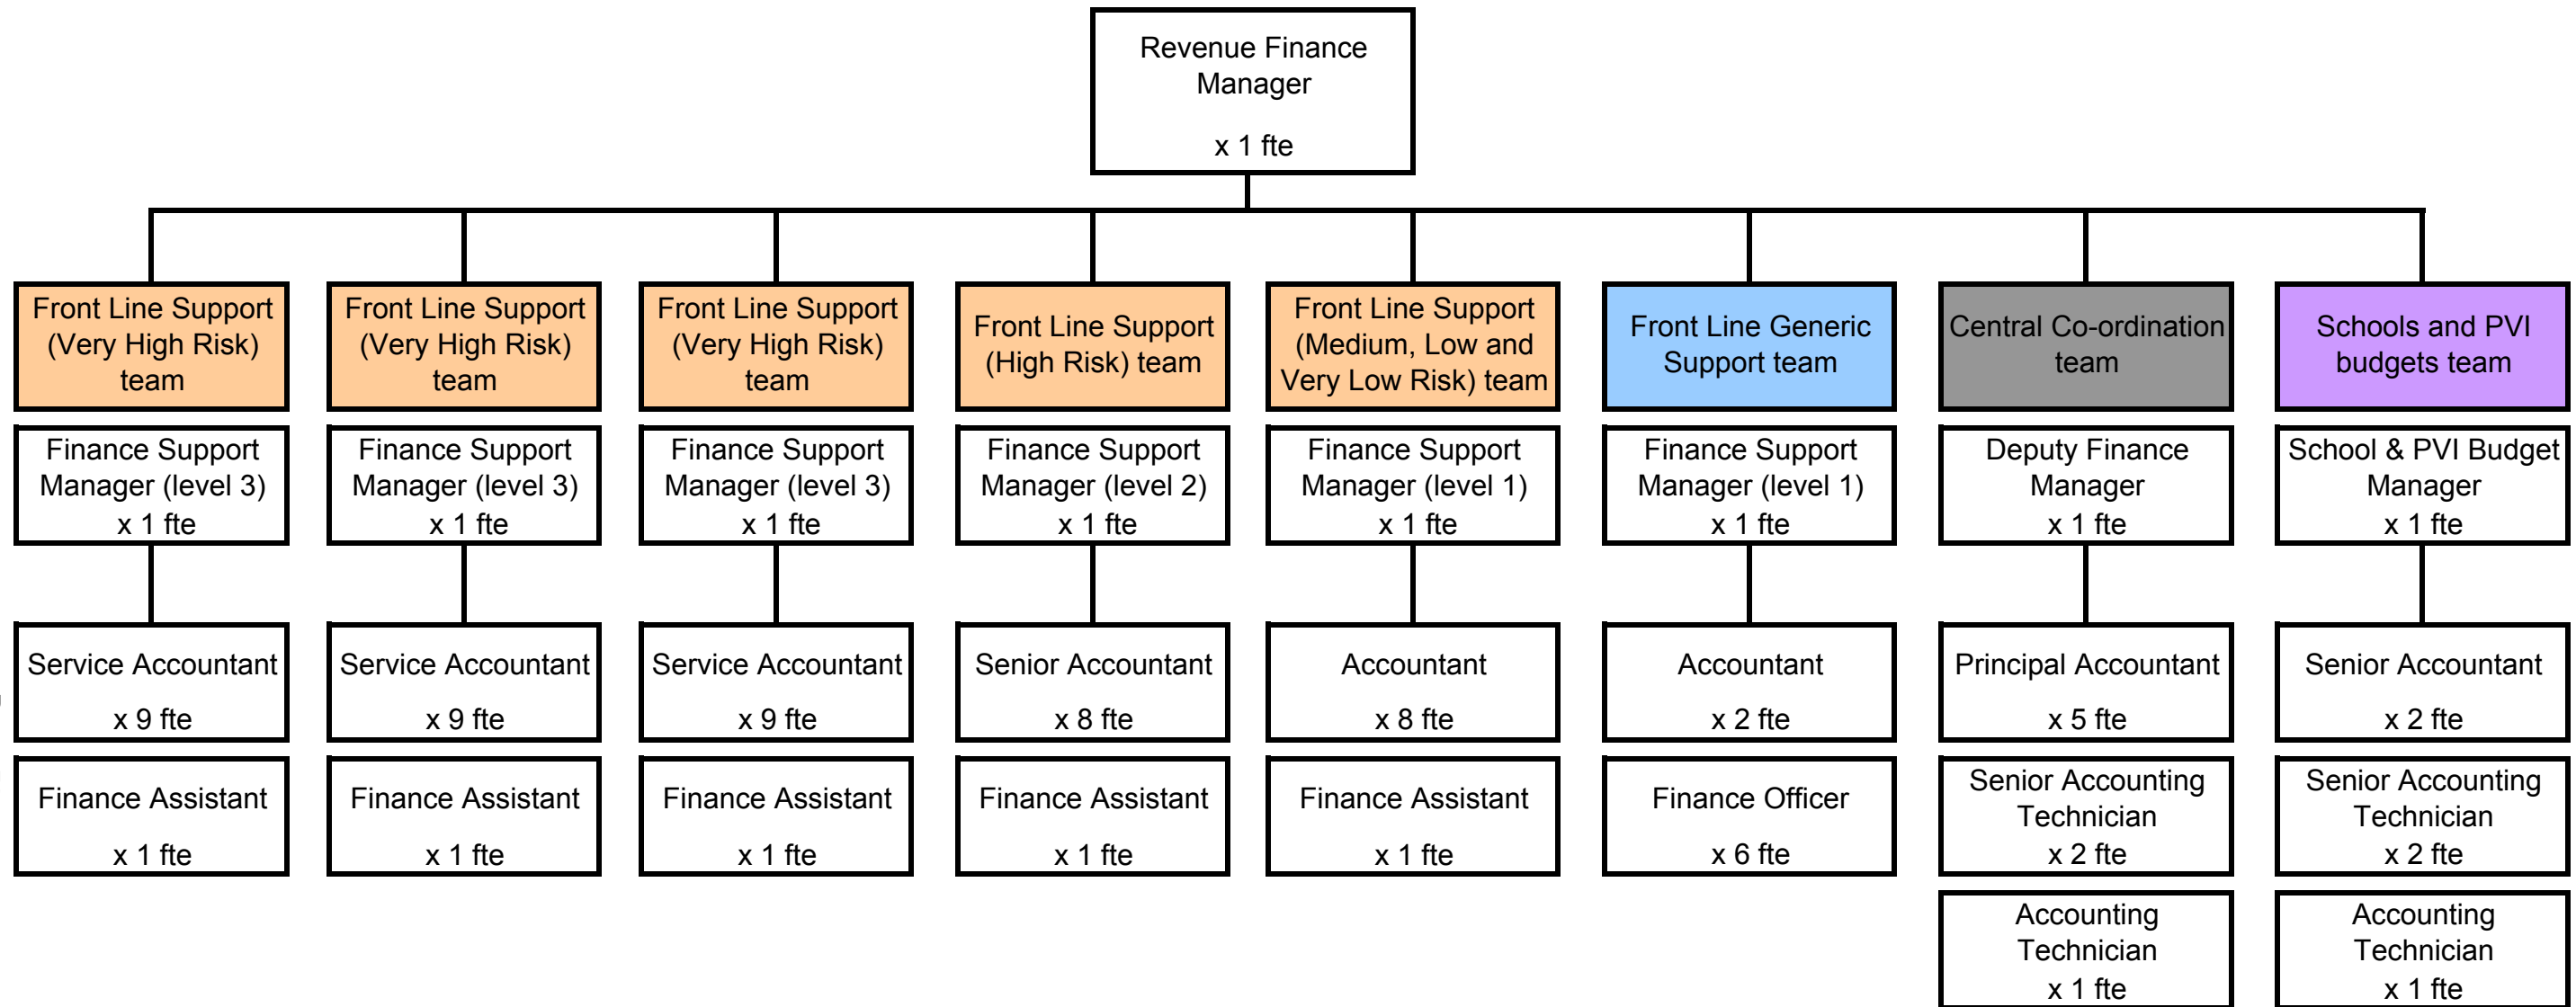 Revenue Finance
Manager
x 1 fte
Front Line Support
(Very High Risk)
team
Finance Support
Manager (level 3)
x 1 fte
Service Accountant
x 9 fte
Finance Assistant
x 1 fte
Front Line Support
(Very High Risk)
team
Finance Support
Manager (level 3)
x 1 fte
Service Accountant
x 9 fte
Finance Assistant
x 1 fte
Front Line Support
(Very High Risk)
team
Finance Support
Manager (level 3)
x 1 fte
Service Accountant
x 9 fte
Finance Assistant
x 1 fte
Front Line Support
(High Risk) team
Finance Support
Manager (level 2)
x 1 fte
Senior Accountant
x 8 fte
Finance Assistant
x 1 fte
Front Line Support
(Medium, Low and
Very Low Risk) team
Finance Support
Manager (level 1)
x 1 fte
Accountant
x 8 fte
Finance Assistant
x 1 fte
Front Line Generic
Support team
Finance Support
Manager (level 1)
x 1 fte
Accountant
x 2 fte
Finance Officer
x 6 fte
Central Co-ordination
team
Deputy Finance
Manager
x 1 fte
Principal Accountant
x 5 fte
Senior Accounting
Technician
x 2 fte
Accounting
Technician
x 1 fte
Schools and PVI
budgets team
School & PVI Budget
Manager
x 1 fte
Senior Accountant
x 2 fte
Senior Accounting
Technician
x 2 fte
Accounting
Technician
x 1 fte